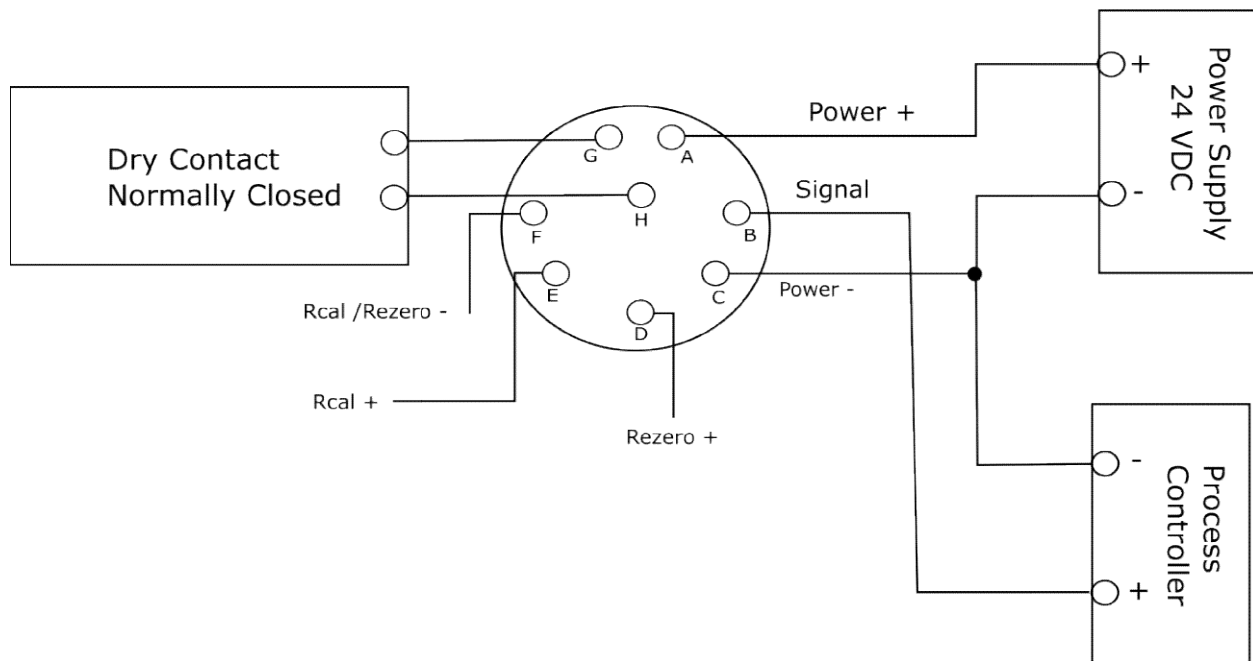 Dry Contact
Normally Closed
G
A
H
F
B
E
C
D
Power +
Signal
Power -
Rcal /Rezero -
Rcal +
Rezero +
+
-
Power Supply
24 VDC
-
+
Process
Controller